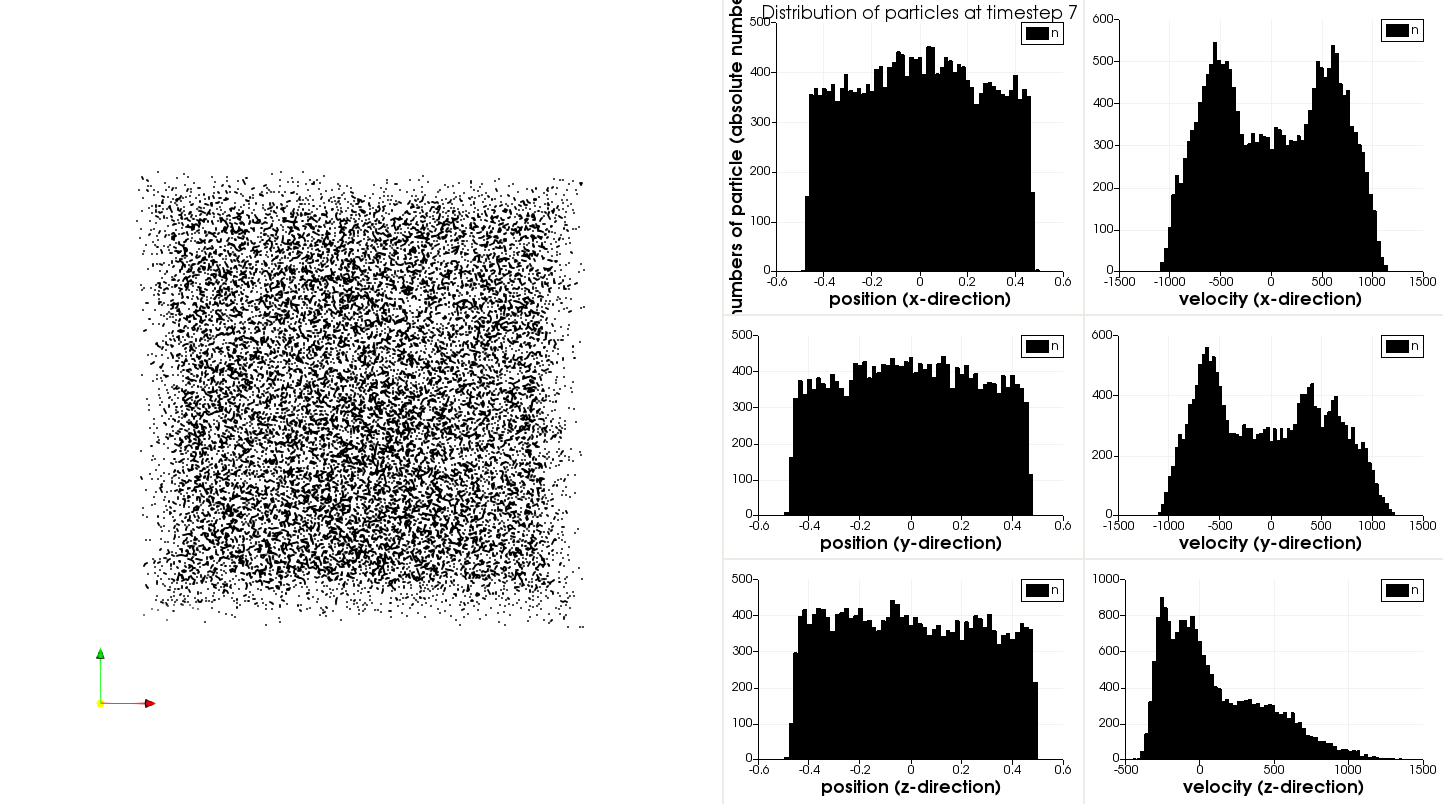 Distribution of particles at timestep 7
numbers of particle (absolute numbe
500
400
300
200
100
0
-0.6 -0.4 -0.2 0 0.2 0.4 0.6
position (x-direction)
n
600
500
400
300
200
100
0
-1500 -1000 -500 0 500 1000 1500
velocity (x-direction)
n
500
400
300
200
100
0
-0.6 -0.4 -0.2 0 0.2 0.4 0.6
position (y-direction)
n
600
400
200
0
-1500 -1000 -500 0 500 1000 1500
velocity (y-direction)
n
500
400
300
200
100
0
-0.6 -0.4 -0.2 0 0.2 0.4 0.6
position (z-direction)
n
1000
800
600
400
200
0
-500 0 500 1000 1500
velocity (z-direction)
n